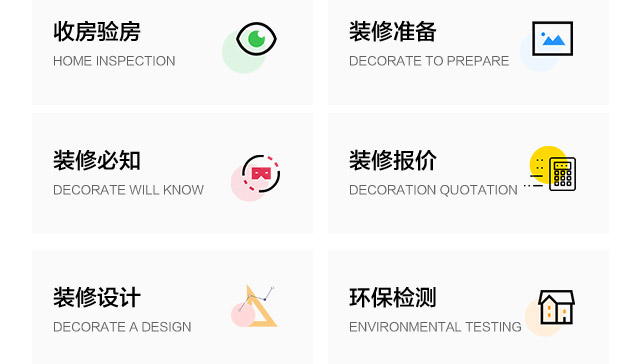 收房验房
HOME INSPECTION
装修准备
DECORATE TO PREPARE
装修必知
DECORATE WILL KNOW
装修报价
DECORATION QUOTATION
装修设计
DECORATE A DESIGN
环保检测
ENVIRONMENTAL TESTING